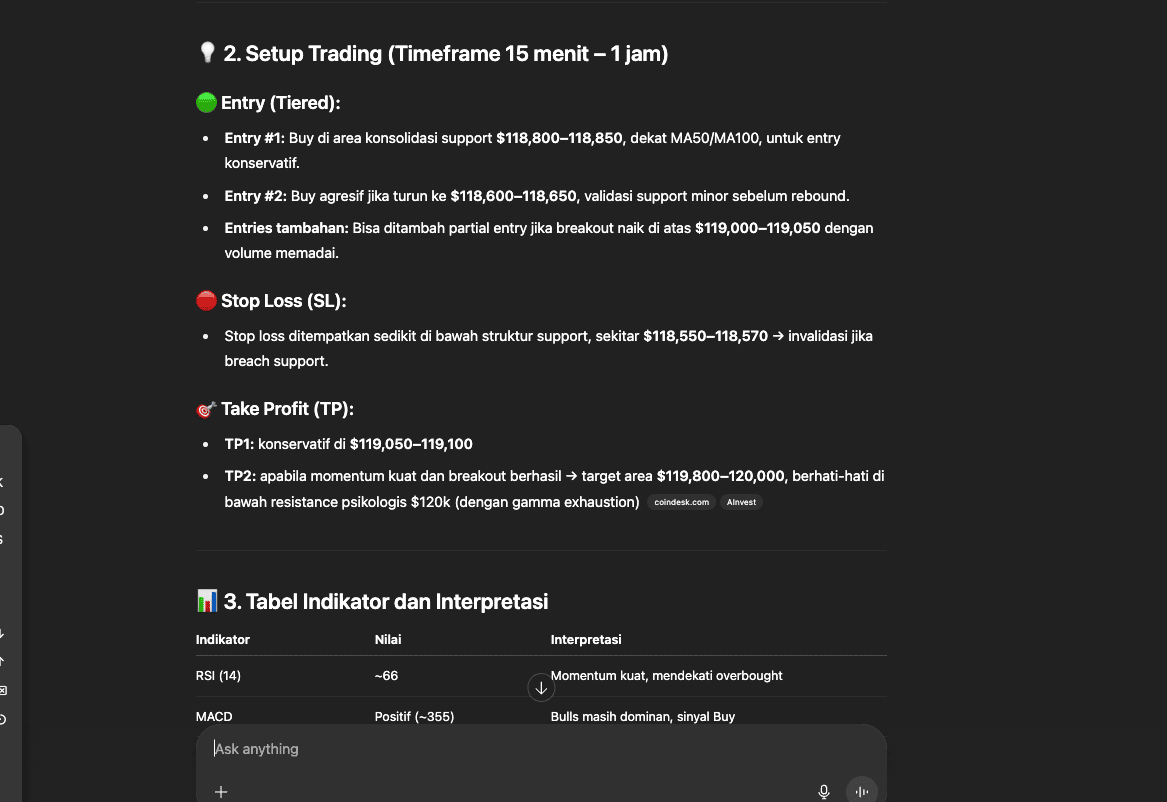 2. Setup Trading (Timeframe 15 menit – 1 jam)
Entry (Tiered):
Entry #1: Buy di area konsolidasi support $118,800–118,850, dekat MA50/MA100, untuk entry
konservatif.
Entry #2: Buy agresif jika turun ke $118,600–118,650, validasi support minor sebelum rebound.
Entries tambahan: Bisa ditambah partial entry jika breakout naik di atas $119,000–119,050 dengan
volume memadai.
Stop Loss (SL):
Stop loss ditempatkan sedikit di bawah struktur support, sekitar $118,550–118,570 → invalidasi jika
breach support.
Take Profit (TP):
TP1: konservatif di $119,050–119,100
TP2: apabila momentum kuat dan breakout berhasil → target area $119,800–120,000, berhati-hati di
bawah resistance psikologis $120k (dengan gamma exhaustion) coindesk.com AInvest
3. Tabel Indikator dan Interpretasi
Indikator Nilai Interpretasi
RSI (14) ~66 Momentum kuat, mendekati overbought
MACD Positif (~355) Bulls masih dominan, sinyal Buy
Ask anything